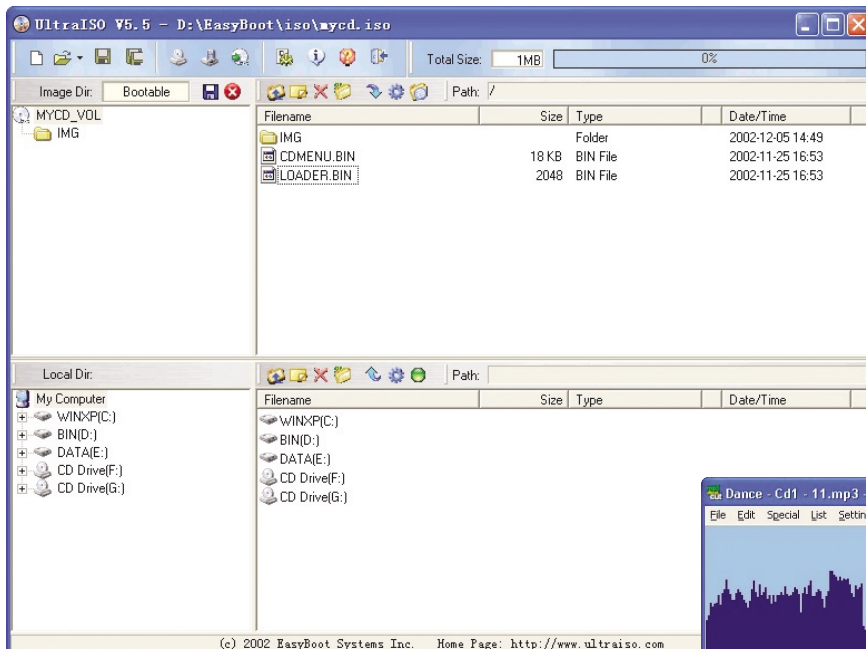 UltraISO V5.5 - D:\EasyBoot\iso\mycd.iso
Total Size: 1MB 0%
Image Dir: Bootable Path: /
MYCD_VOL
IMG
Filename Size Type Date/Time
IMG Folder 2002-12-05 14:49
CDMENU.BIN 18 KB BIN File 2002-11-25 16:53
LOADER.BIN 2048 BIN File 2002-11-25 16:53
Local Dir: Path:
My Computer
WINXP(C:)
BIN(D:)
DATA(E:)
CD Drive(F:)
CD Drive(G:)
Filename Size Type Date/Time
WINXP(C:)
BIN(D:)
DATA(E:)
CD Drive(F:)
CD Drive(G:)
Dance - Cd1 - 11.mp3 -
File Edit Special List Settin
(c) 2002 EasyBoot Systems Inc. Home Page: http://www.ultraiso.com